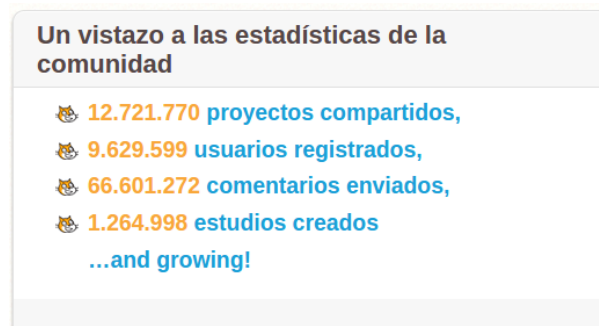 Un vistazo a las estadísticas de la
comunidad
12.721.770 proyectos compartidos,
9.629.599 usuarios registrados,
66.601.272 comentarios enviados,
1.264.998 estudios creados
...and growing!